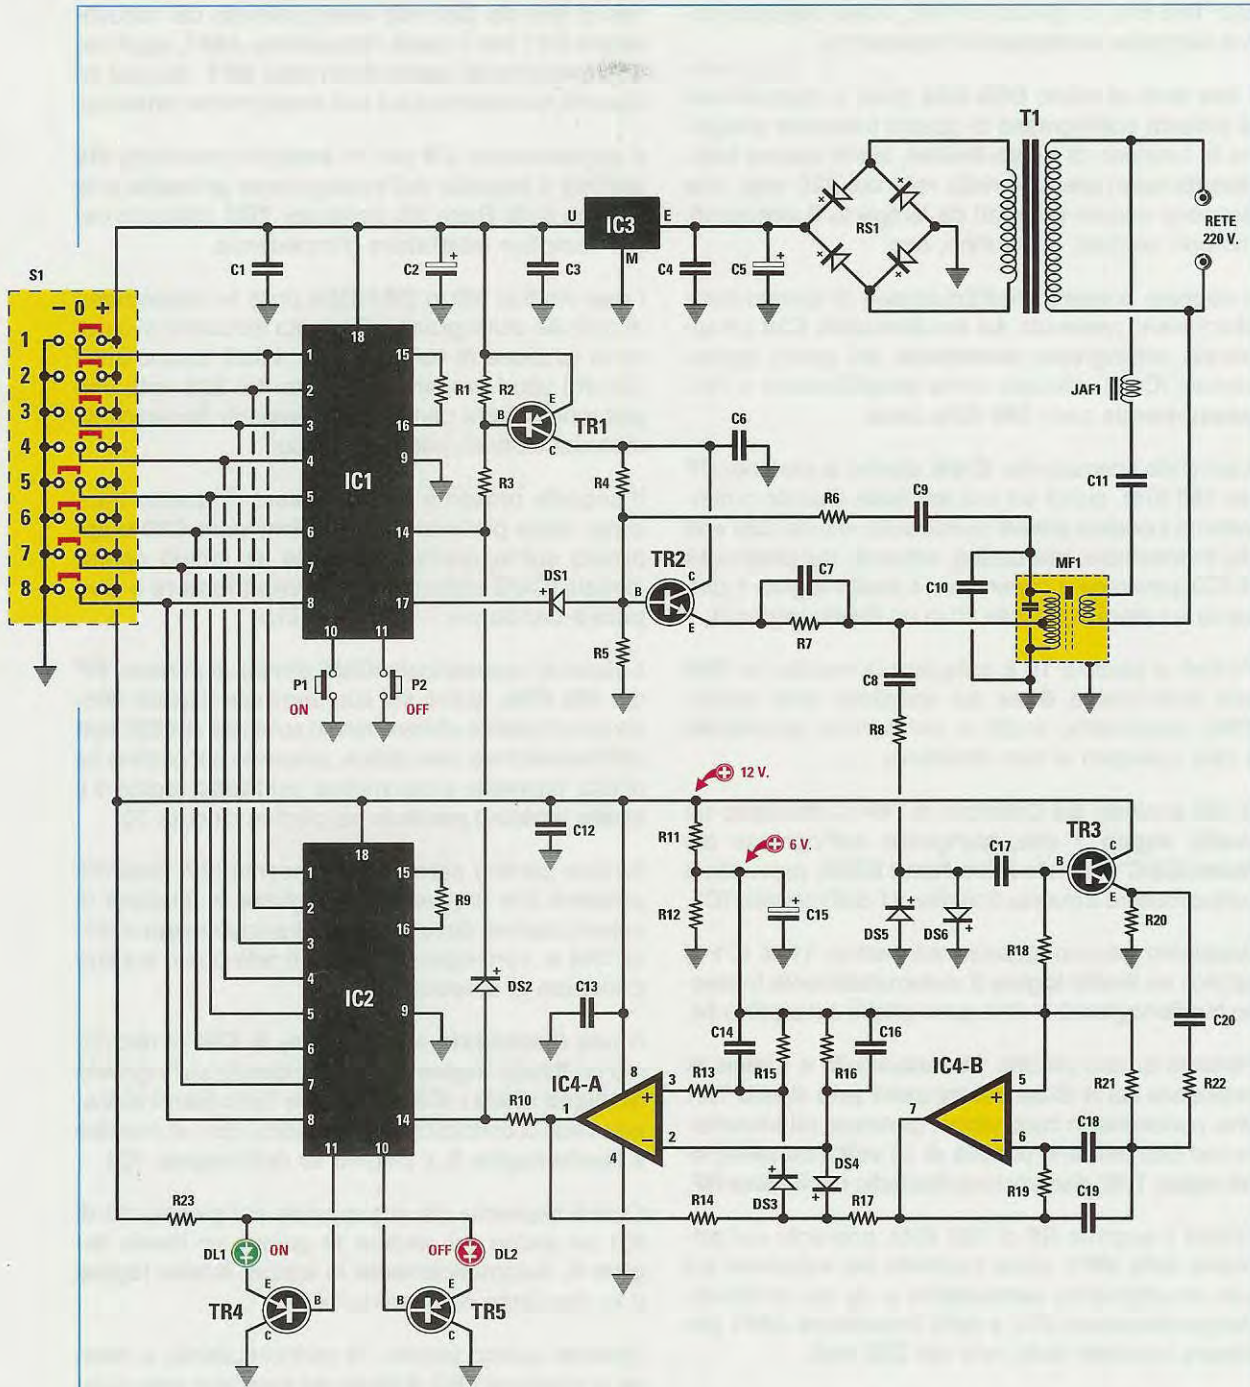 T1
RETE
220 V.
U
IC3
E
M
RS1
C1
C2
+
C3
C4
C5
+
S1
− 0 +
1
2
3
4
5
6
7
8
18
1
2
3
4
5
6
7
8
IC1
15
16
9
14
17
10
11
R1
R2
R3
B
E
C
TR1
C6
R4
R6
C9
JAF1
C11
MF1
C10
DS1
+
TR2
B
C
E
R5
C7
R7
C8
R8
P1
ON
P2
OFF
+ 12 V.
C12
R11
+ 6 V.
R12
+
C15
C17
TR3
B
C
E
DS5
+
DS6
+
R18
R20
18
1
2
3
4
5
6
7
8
IC2
15
16
9
14
11
10
R9
DS2
+
C13
R10
IC4-A
8
1
4
3
2
+
−
C14
R13
R15
R16
C16
IC4-B
7
5
6
+
−
R21
C20
R22
C18
R19
C19
DS3
+
DS4
+
R14
R17
R23
DL1
ON
OFF
DL2
TR4
E
B
C
B
E
C
TR5